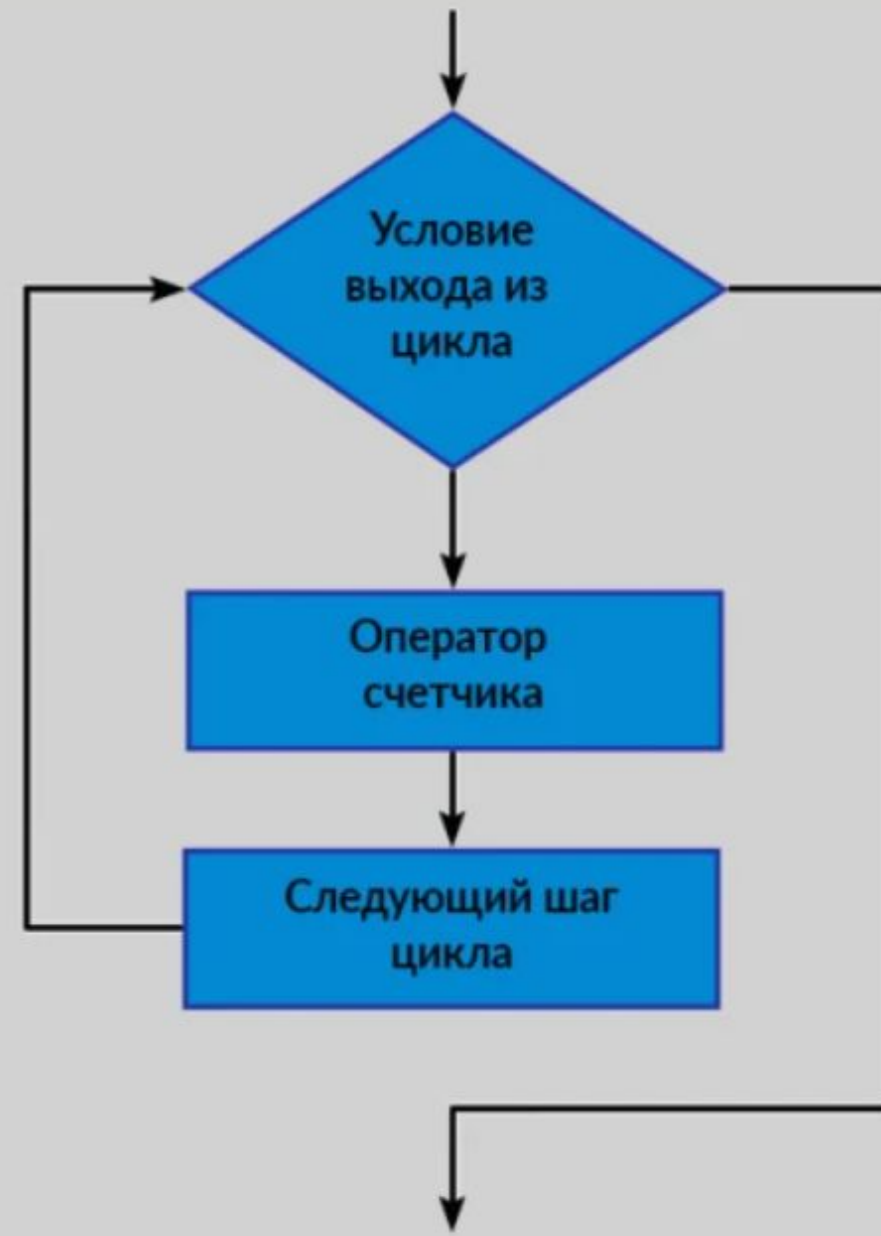 Условие
выхода из
цикла
Оператор
счетчика
Следующий шаг
цикла